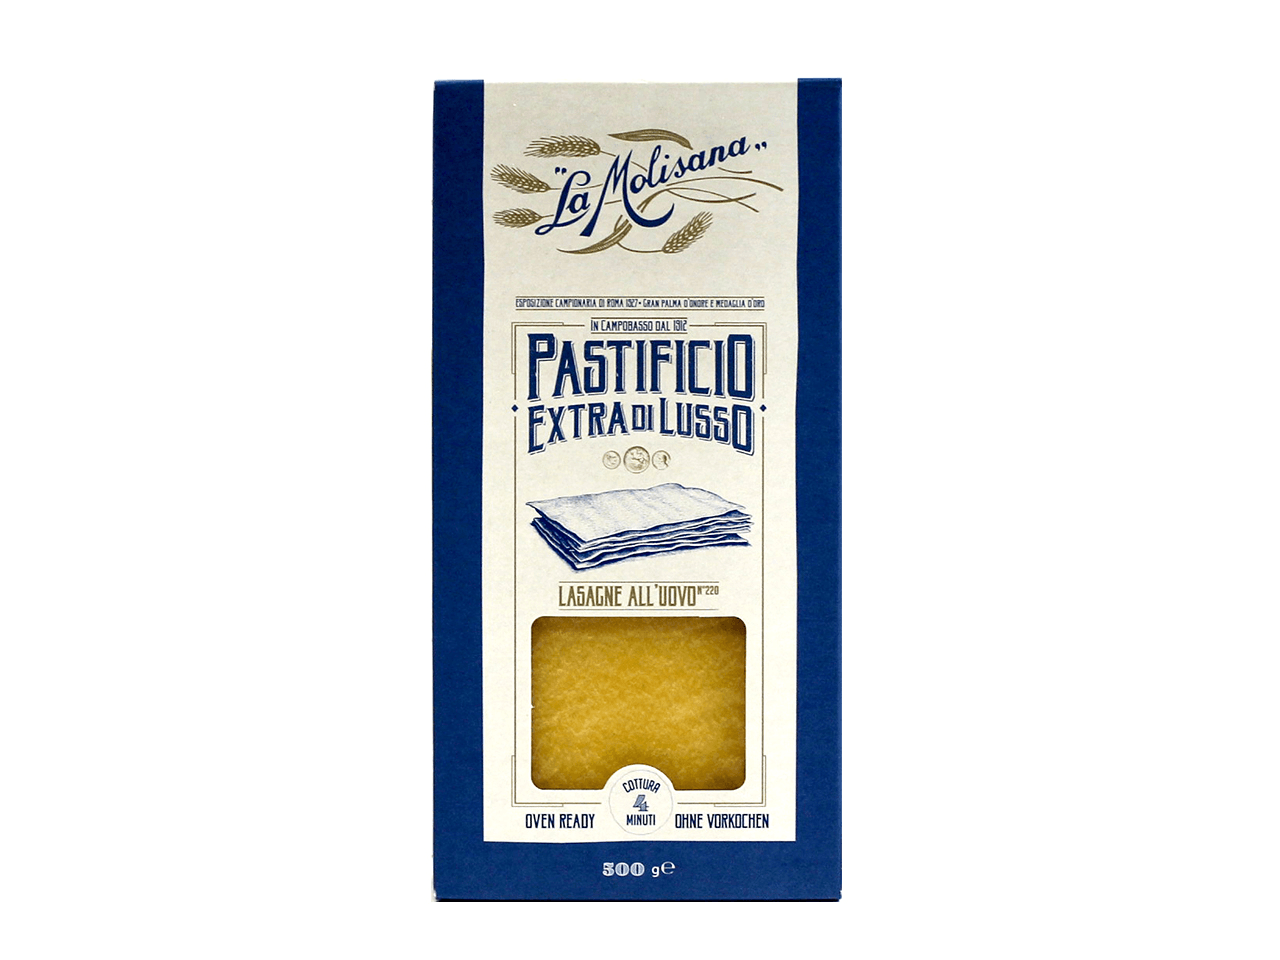 "La Molisana"
ESPOSIZIONE CAMPIONARIA DI ROMA 1927 • GRAN PALMA D'ONORE E MEDAGLIA D'ORO
IN CAMPOBASSO DAL 1912
PASTIFICIO
EXTRA DI LUSSO
LASAGNE ALL'UOVO N°220
COTTURA
4
MINUTI
OVEN READY
OHNE VORKOCHEN
500 g℮